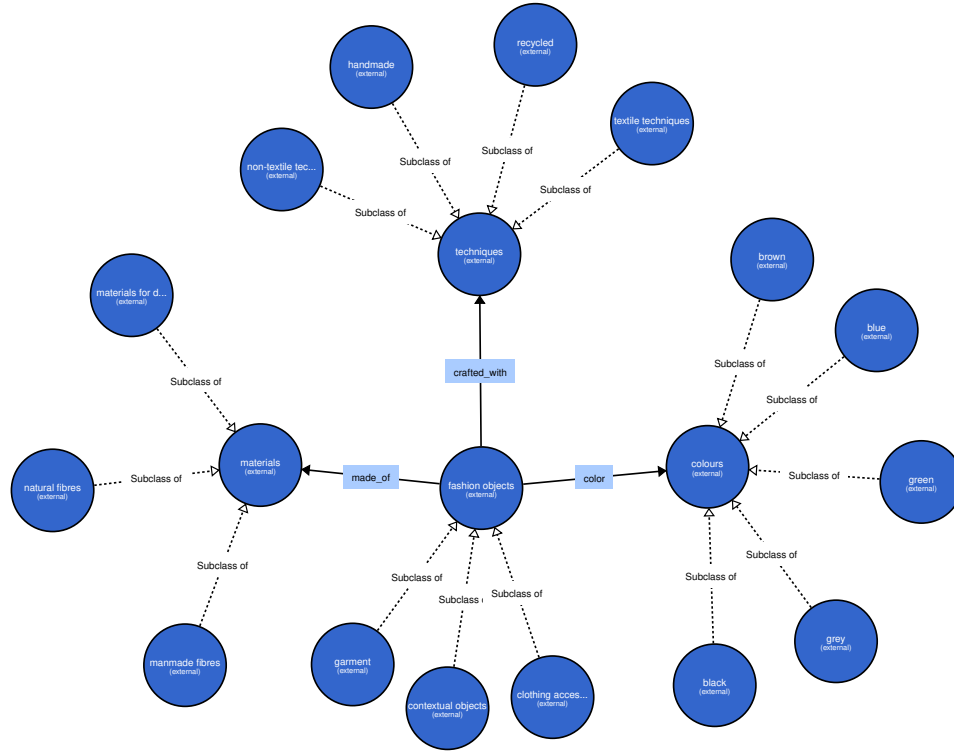 recycled
(external)
handmade
(external)
textile techniques
(external)
Subclass of
Subclass of
non-textile tec...
(external)
Subclass of
Subclass of
techniques
(external)
brown
(external)
materials for d...
(external)
blue
(external)
Subclass of
crafted_with
Subclass of
Subclass of
materials
(external)
colours
(external)
natural fibres
(external)
Subclass of
made_of
fashion objects
(external)
color
Subclass of
green
(external)
Subclass of
Subclass of
Subclass of
Subclass of
Subclass
Subclass of
Subclass of
manmade fibres
(external)
garment
(external)
grey
(external)
black
(external)
contextual objects
(external)
clothing acces...
(external)